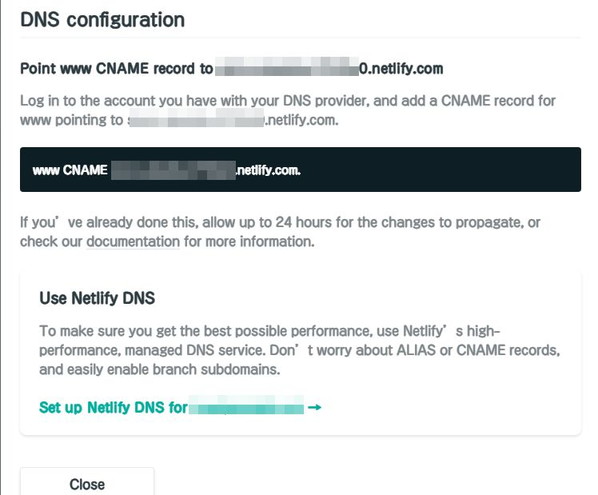 DNS configuration
Point www CNAME record to 0.netlify.com
Log in to the account you have with your DNS provider, and add a CNAME record for
www pointing to .netlify.com.
www CNAME .netlify.com.
If you’ve already done this, allow up to 24 hours for the changes to propagate, or
check our documentation for more information.
Use Netlify DNS
To make sure you get the best possible performance, use Netlify’s high-
performance, managed DNS service. Don’t worry about ALIAS or CNAME records,
and easily enable branch subdomains.
Set up Netlify DNS for →
Close